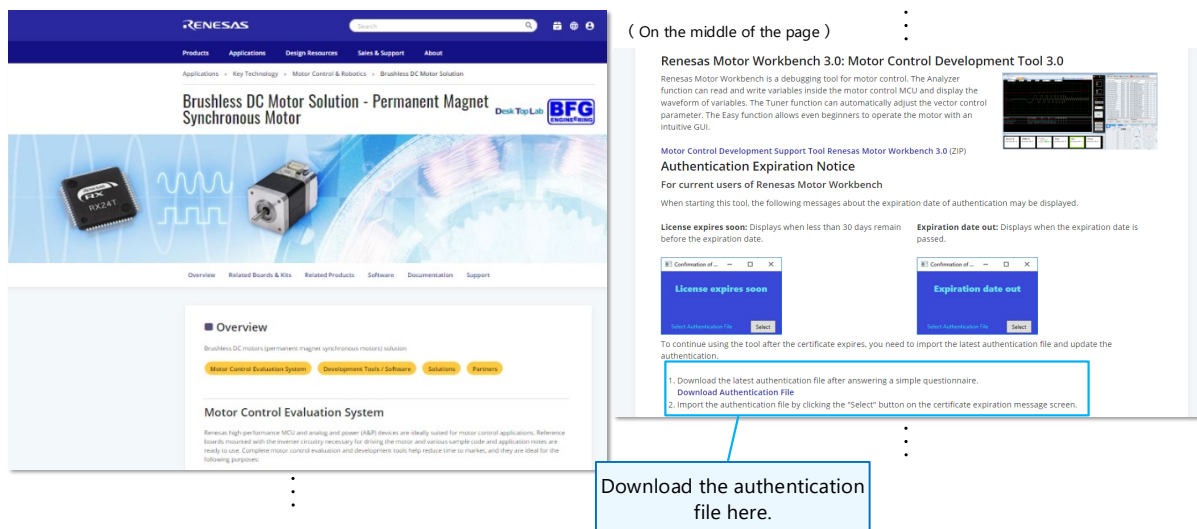 RENESAS
Search
Products Applications Design Resources Sales & Support About
Applications › Key Technology › Motor Control & Robotics › Brushless DC Motor Solution
Brushless DC Motor Solution - Permanent Magnet
Synchronous Motor
Desk Top Lab
BFG
ENGINEERING
RENESAS
RX
RX24T
Overview Related Boards & Kits Related Products Software Documentation Support
Overview
Brushless DC motors (permanent magnet synchronous motors) solution
Motor Control Evaluation System Development Tools / Software Solutions Partners
Motor Control Evaluation System
Renesas high-performance MCU and analog and power (A&P) devices are ideally suited for motor control applications. Reference
boards mounted with the inverter circuitry necessary for driving the motor and various sample code and application notes are
ready to use. Complete motor control evaluation and development tools help reduce time to market, and they are ideal for the
following purposes:
( On the middle of the page )
Renesas Motor Workbench 3.0: Motor Control Development Tool 3.0
Renesas Motor Workbench is a debugging tool for motor control. The Analyzer
function can read and write variables inside the motor control MCU and display the
waveform of variables. The Tuner function can automatically adjust the vector control
parameter. The Easy function allows even beginners to operate the motor with an
intuitive GUI.
Motor Control Development Support Tool Renesas Motor Workbench 3.0 (ZIP)
Authentication Expiration Notice
For current users of Renesas Motor Workbench
When starting this tool, the following messages about the expiration date of authentication may be displayed.
License expires soon: Displays when less than 30 days remain
before the expiration date.
Expiration date out: Displays when the expiration date is
passed.
Confirmation of ...
License expires soon
Select Authentication File Select
Confirmation of ...
Expiration date out
Select Authentication File Select
To continue using the tool after the certificate expires, you need to import the latest authentication file and update the
authentication.
1. Download the latest authentication file after answering a simple questionnaire.
Download Authentication File
2. Import the authentication file by clicking the "Select" button on the certificate expiration message screen.
Download the authentication
file here.